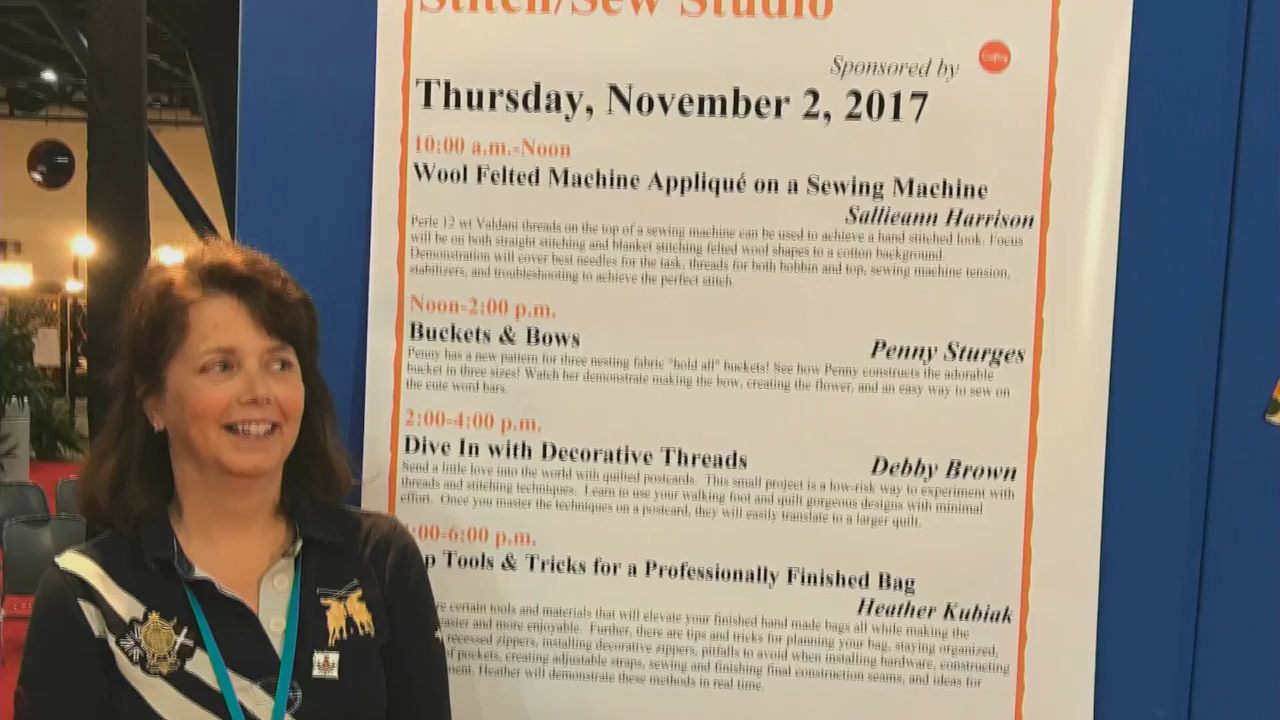 Stitch/Sew Studio
Sponsored by
Thursday, November 2, 2017
10:00 a.m.-Noon
Wool Felted Machine Appliqué on a Sewing Machine
Sallieann Harrison
Perle 12 wt Valdani threads on the top of a sewing machine can be used to achieve a hand stitched look. Focus
will be on both straight stitching and blanket stitching felted wool shapes to a cotton background.
Demonstration will cover best needles for the task, threads for both bobbin and top, sewing machine tension,
stabilizers, and troubleshooting to achieve the perfect stitch.
Noon-2:00 p.m.
Buckets & Bows
Penny Sturges
Penny has a new pattern for three nesting fabric "hold all" buckets! See how Penny constructs the adorable
bucket in three sizes! Watch her demonstrate making the bow, creating the flower, and an easy way to sew on
the cute word bars.
2:00-4:00 p.m.
Dive In with Decorative Threads
Debby Brown
Send a little love into the world with quilted postcards. This small project is a low-risk way to experiment with
threads and stitching techniques. Learn to use your walking foot and quilt gorgeous designs with minimal
effort. Once you master the techniques on a postcard, they will easily translate to a larger quilt.
:00-6:00 p.m.
p Tools & Tricks for a Professionally Finished Bag
Heather Kubiak
re certain tools and materials that will elevate your finished hand made bags all while making the
easier and more enjoyable. Further, there are tips and tricks for planning your bag, staying organized,
recessed zippers, installing decorative zippers, pitfalls to avoid when installing hardware, constructing
of pockets, creating adjustable straps, sewing and finishing final construction seams, and ideas for
ment. Heather will demonstrate these methods in real time.